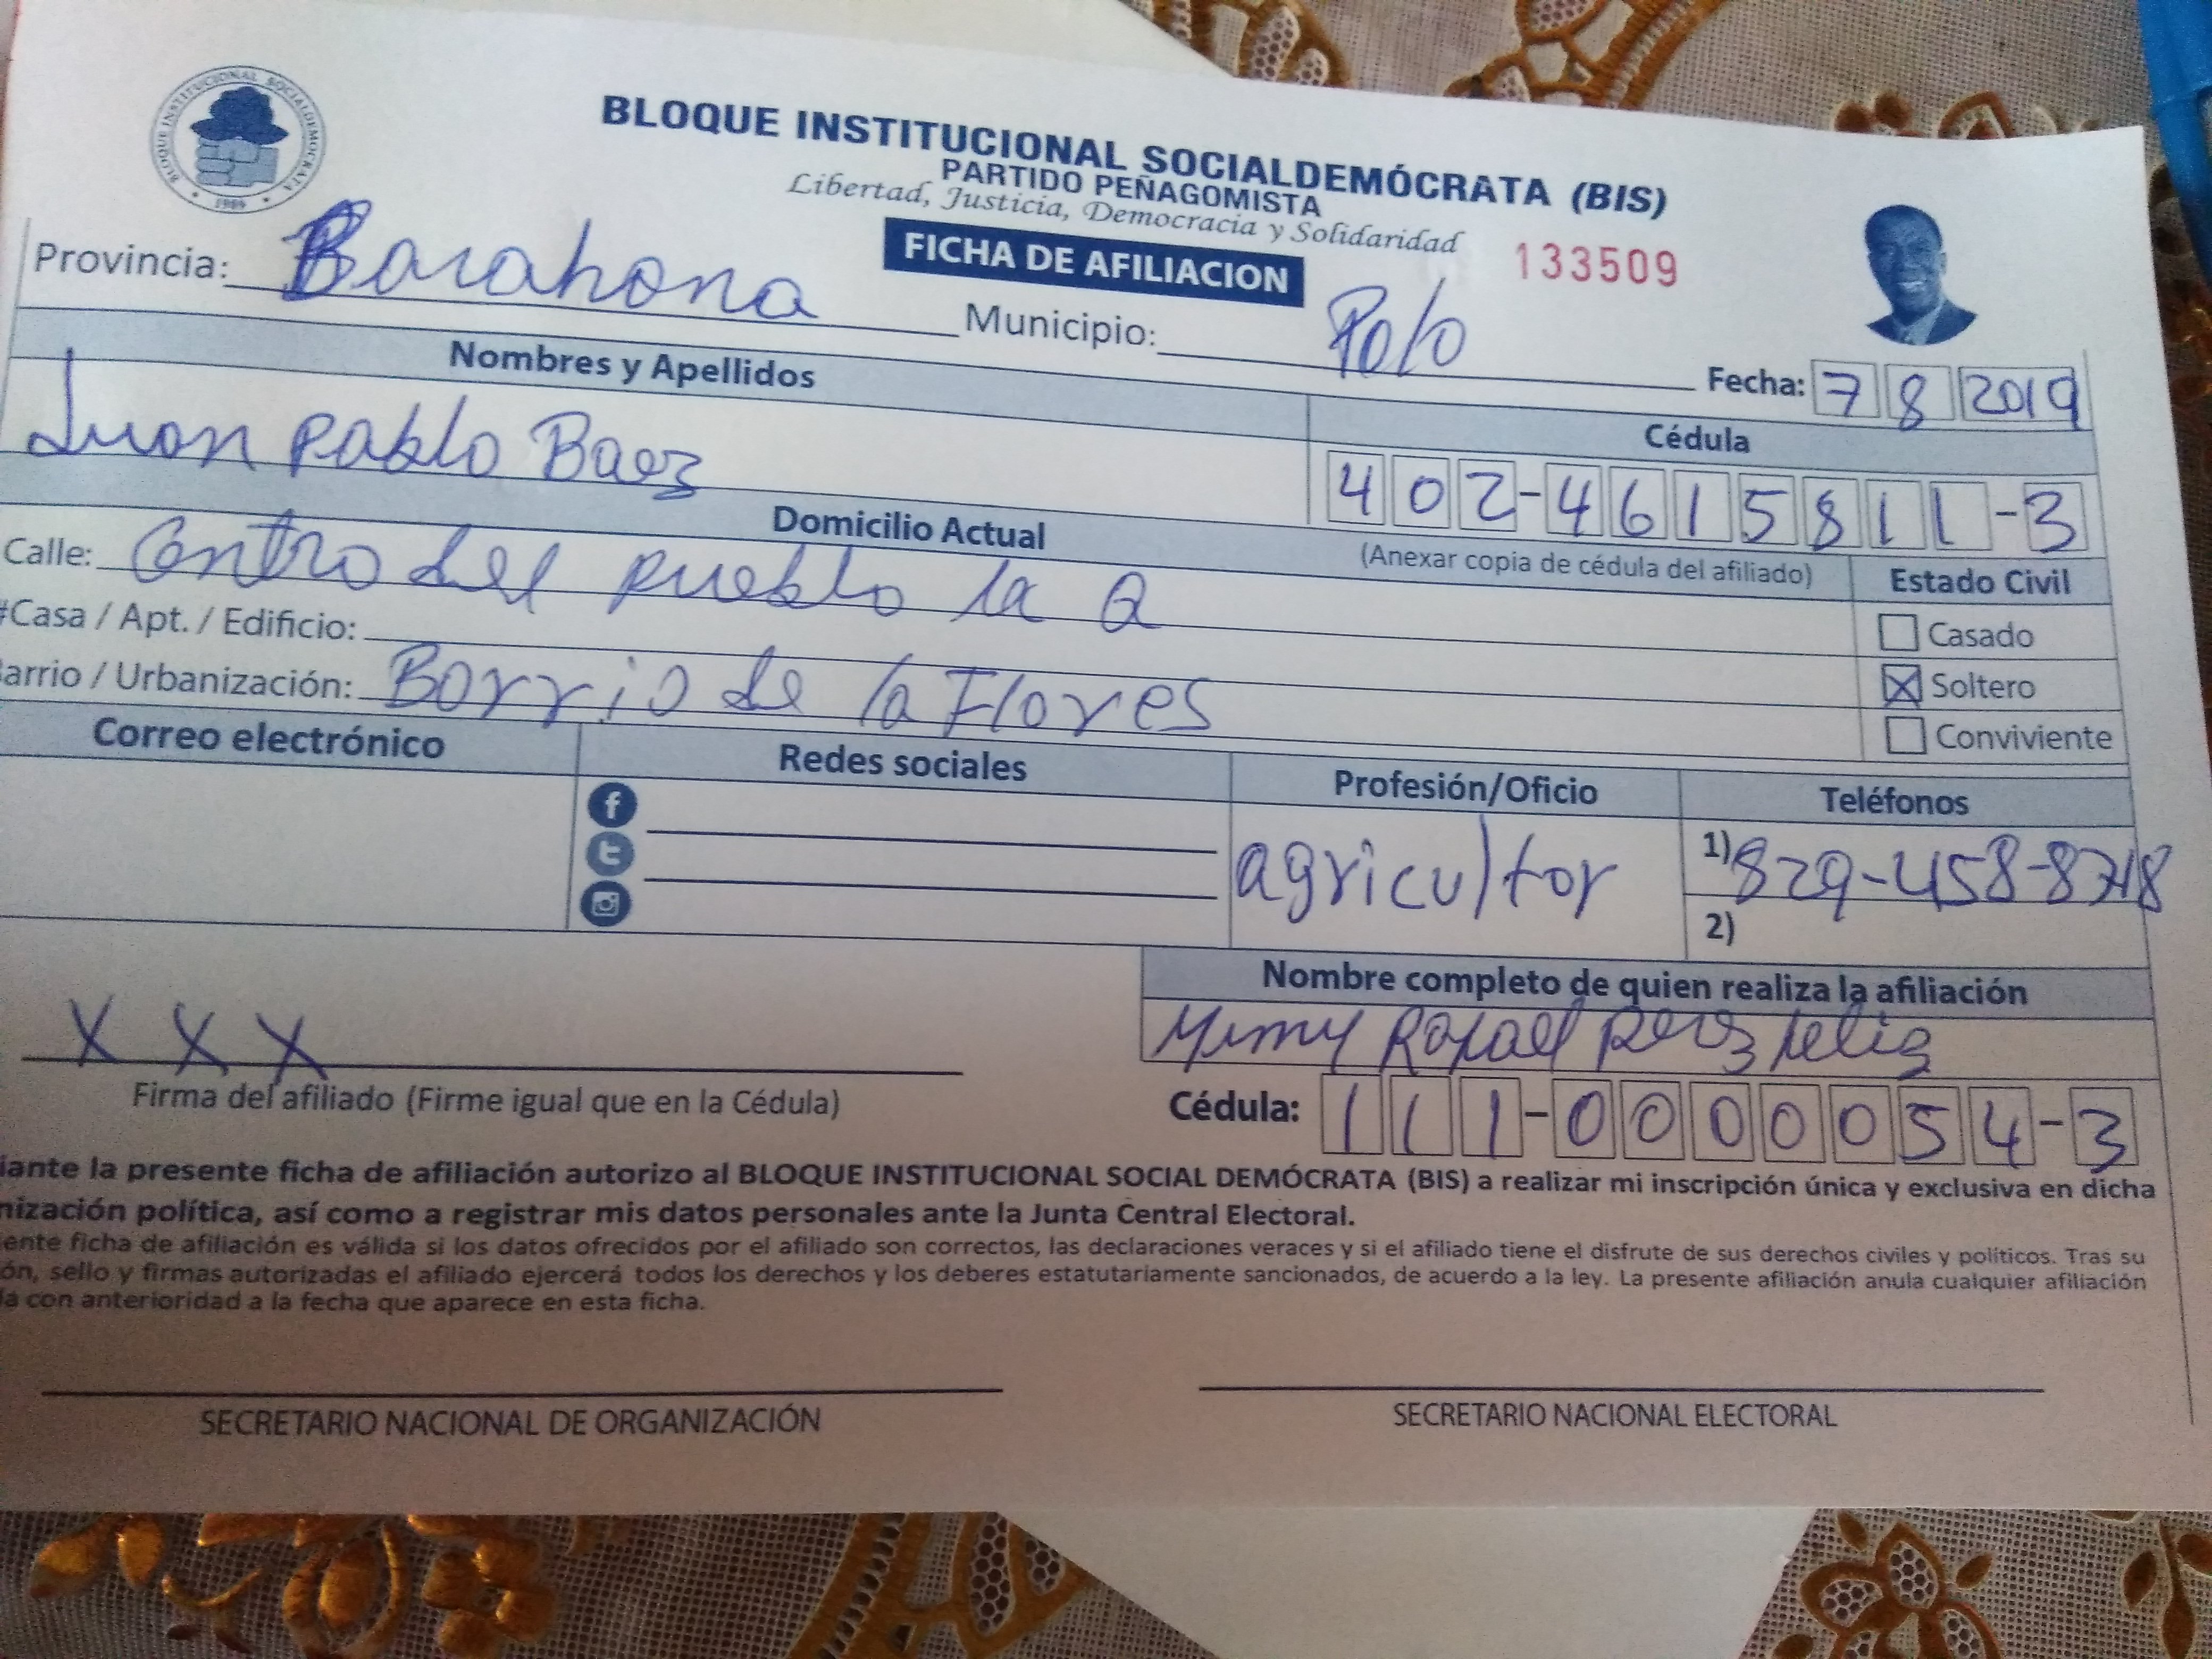 BLOQUE INSTITUCIONAL SOCIALDEMOCRATA
1989
BLOQUE INSTITUCIONAL SOCIALDEMÓCRATA (BIS)
PARTIDO PEÑAGOMISTA
Libertad, Justicia, Democracia y Solidaridad
FICHA DE AFILIACION 133509
Provincia: Barahona Municipio: Polo Fecha: 7 8 2019
Nombres y Apellidos Cédula
Juan Pablo Baez 402-4615811-3
Domicilio Actual (Anexar copia de cédula del afiliado) Estado Civil
Calle: Centro del pueblo la Q
#Casa / Apt. / Edificio: Casado
Barrio / Urbanización: Barrio de la Flores Soltero
Conviviente
Correo electrónico Redes sociales Profesión/Oficio Teléfonos
f agricultor 1) 829-458-8718
t 2)
Nombre completo de quien realiza la afiliación
X X X Rafael
Firma del afiliado (Firme igual que en la Cédula) Cédula: 111-0000054-3
iante la presente ficha de afiliación autorizo al BLOQUE INSTITUCIONAL SOCIAL DEMÓCRATA (BIS) a realizar mi inscripción única y exclusiva en dicha
nización política, así como a registrar mis datos personales ante la Junta Central Electoral.
ente ficha de afiliación es válida si los datos ofrecidos por el afiliado son correctos, las declaraciones veraces y si el afiliado tiene el disfrute de sus derechos civiles y políticos. Tras su
ón, sello y firmas autorizadas el afiliado ejercerá todos los derechos y los deberes estatutariamente sancionados, de acuerdo a la ley. La presente afiliación anula cualquier afiliación
da con anterioridad a la fecha que aparece en esta ficha.
SECRETARIO NACIONAL DE ORGANIZACIÓN SECRETARIO NACIONAL ELECTORAL